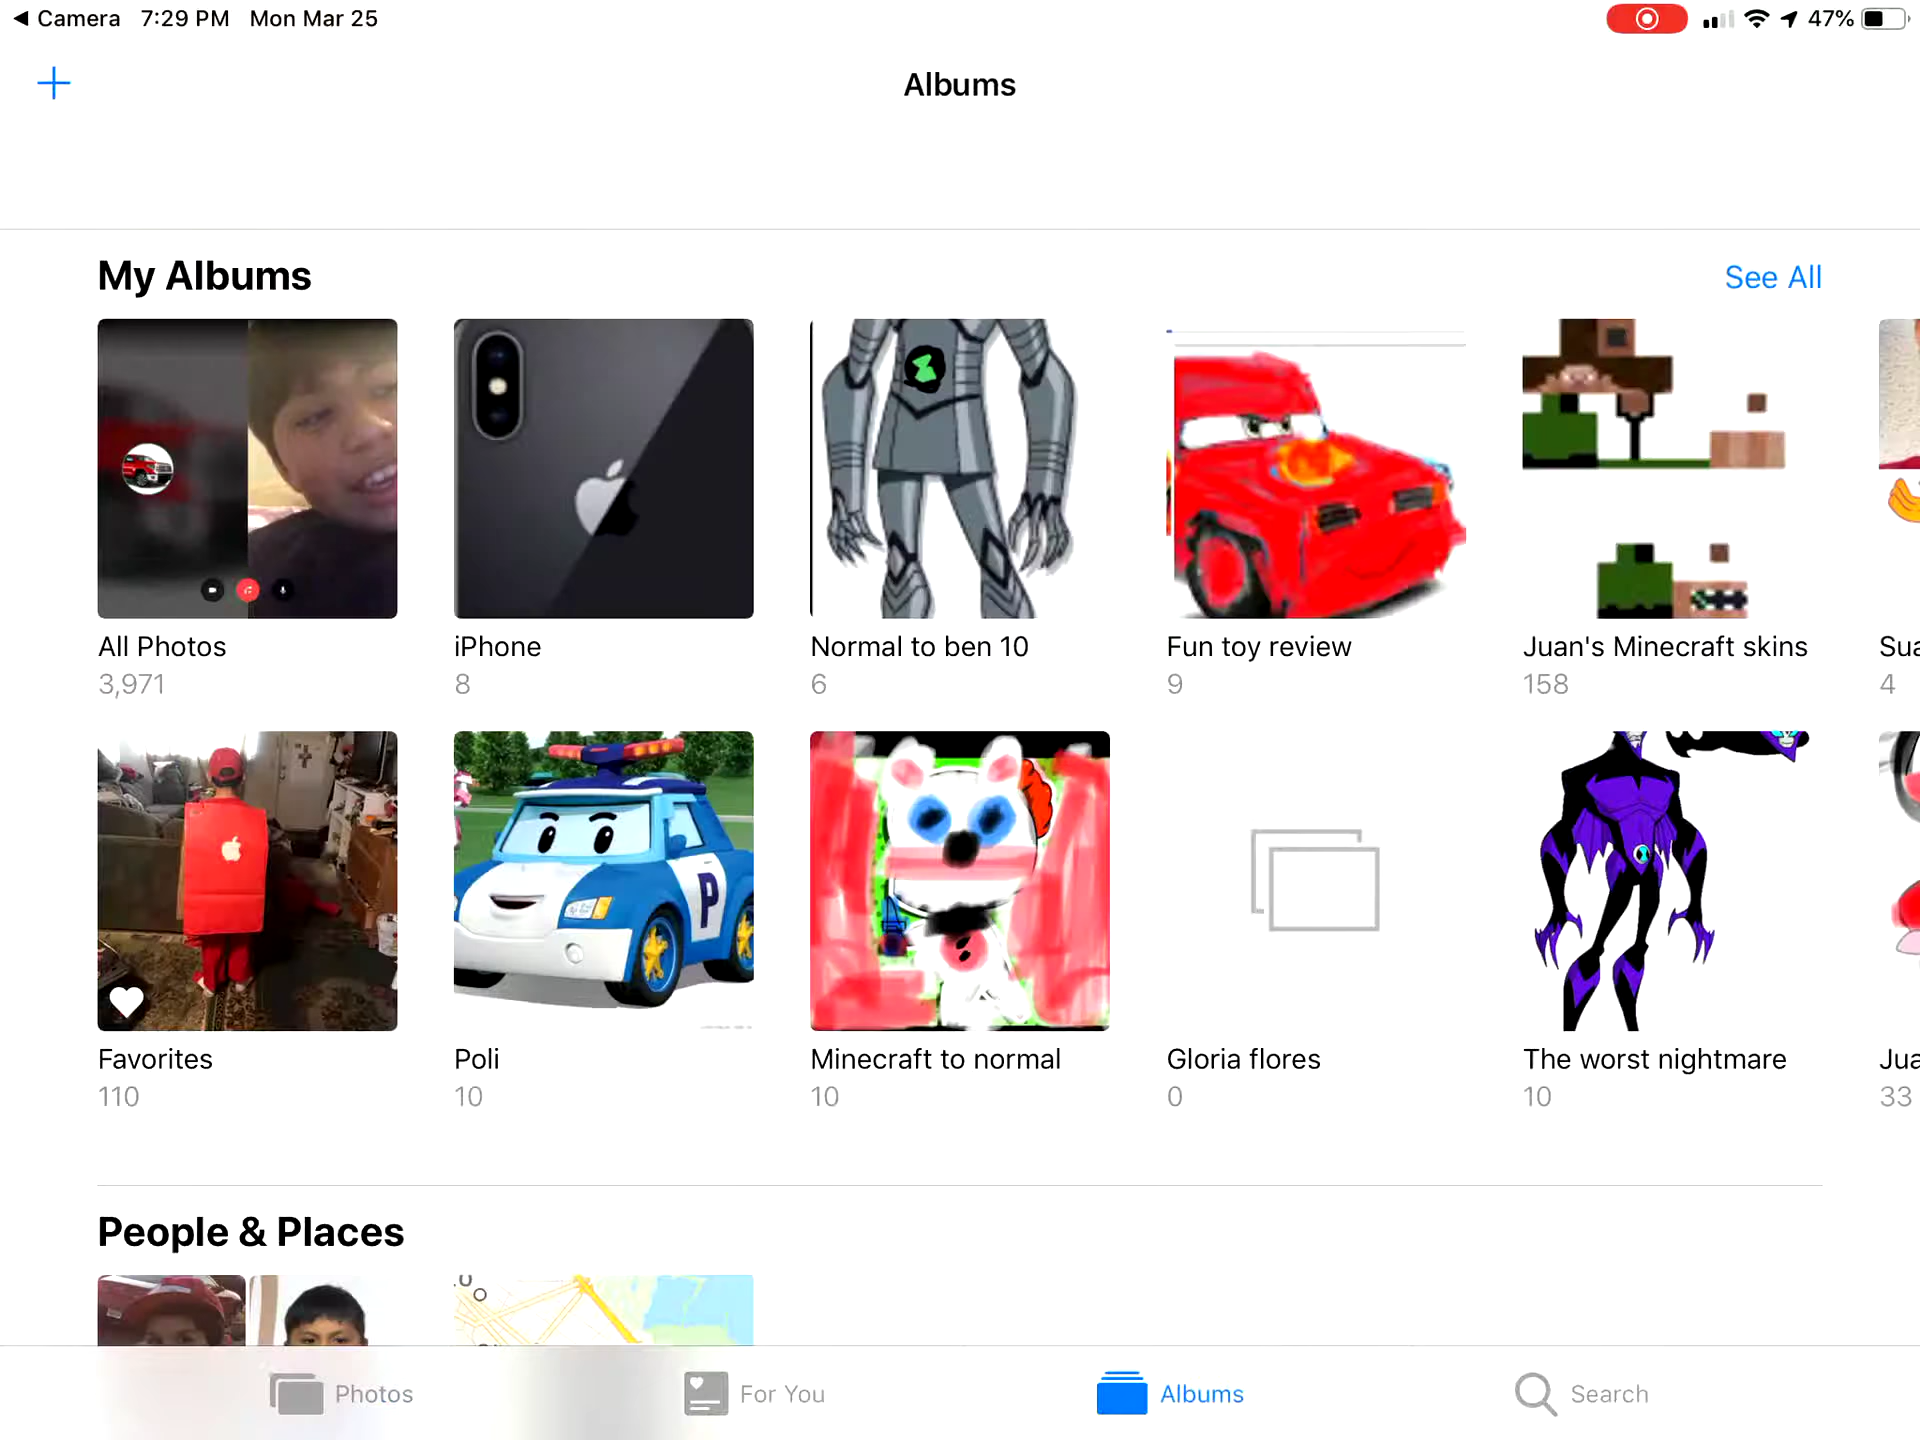 Camera 7:29 PM Mon Mar 25 47%
Albums
My Albums See All
All Photos iPhone Normal to ben 10 Fun toy review Juan's Minecraft skins Sua
3,971 8 6 9 158 4
P
Favorites Poli Minecraft to normal Gloria flores The worst nightmare Jua
110 10 10 0 10 33
People & Places
Photos For You Albums Search